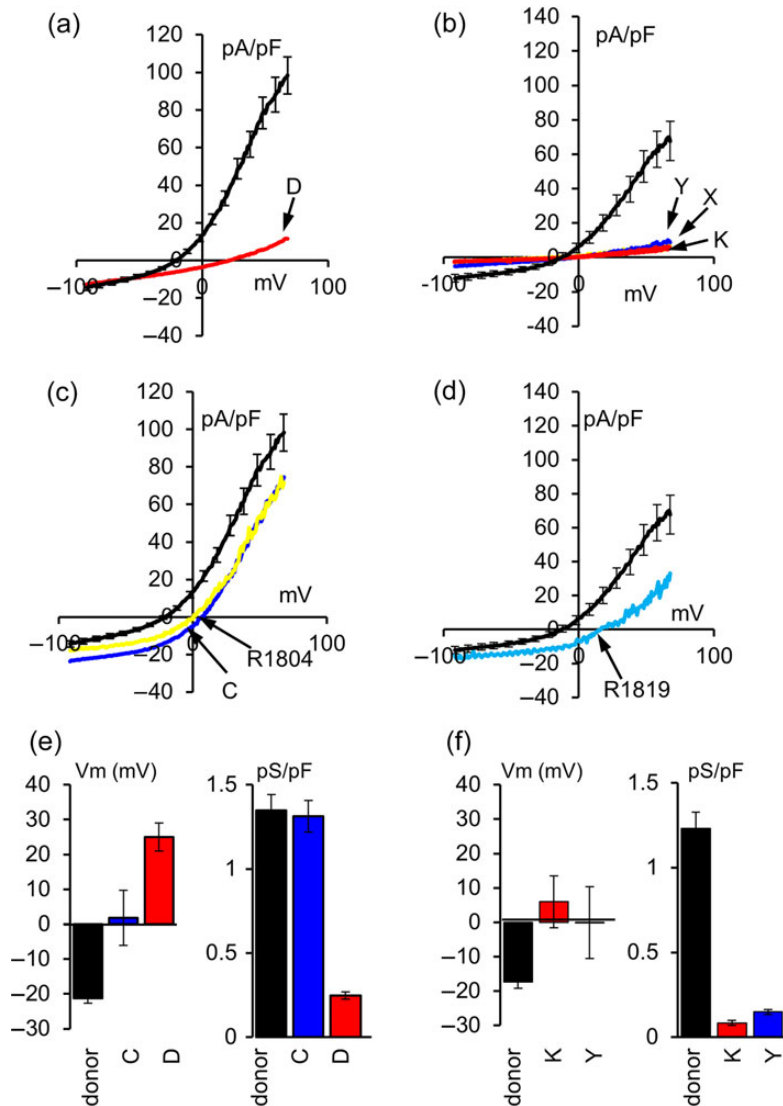 (a)
pA/pF
120
100
80
60
40
20
0
–20
–40
–100
0
100
mV
D
(b)
pA/pF
140
120
100
80
60
40
20
0
–20
–40
-100
0
100
mV
Y
X
K
(c)
pA/pF
120
100
80
60
40
20
0
–20
–40
–100
0
100
mV
R1804
C
(d)
pA/pF
140
120
100
80
60
40
20
0
–20
–40
–100
0
100
mV
R1819
(e)
Vm (mV)
40
30
20
10
0
–10
–20
–30
donor
C
D
pS/pF
1.5
1
0.5
0
donor
C
D
(f)
Vm (mV)
40
30
20
10
0
–10
–20
–30
donor
K
Y
pS/pF
1.5
1
0.5
0
donor
K
Y